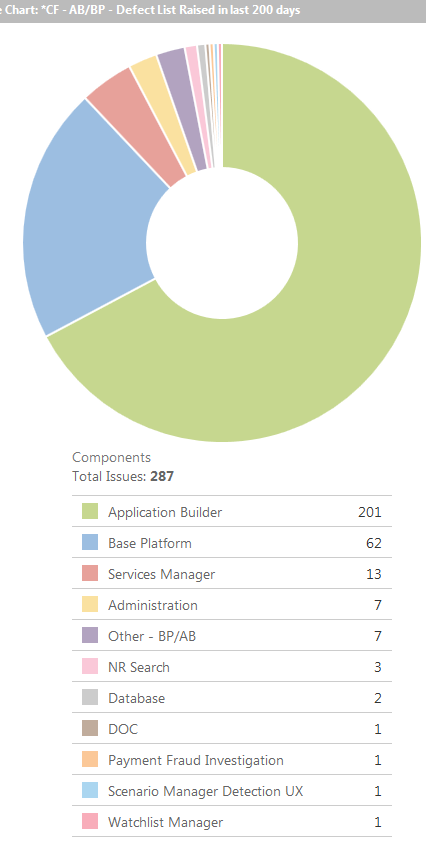 e Chart: *CF - AB/BP - Defect List Raised in last 200 days
Components
Total Issues: 287
Application Builder 201
Base Platform 62
Services Manager 13
Administration 7
Other - BP/AB 7
NR Search 3
Database 2
DOC 1
Payment Fraud Investigation 1
Scenario Manager Detection UX 1
Watchlist Manager 1